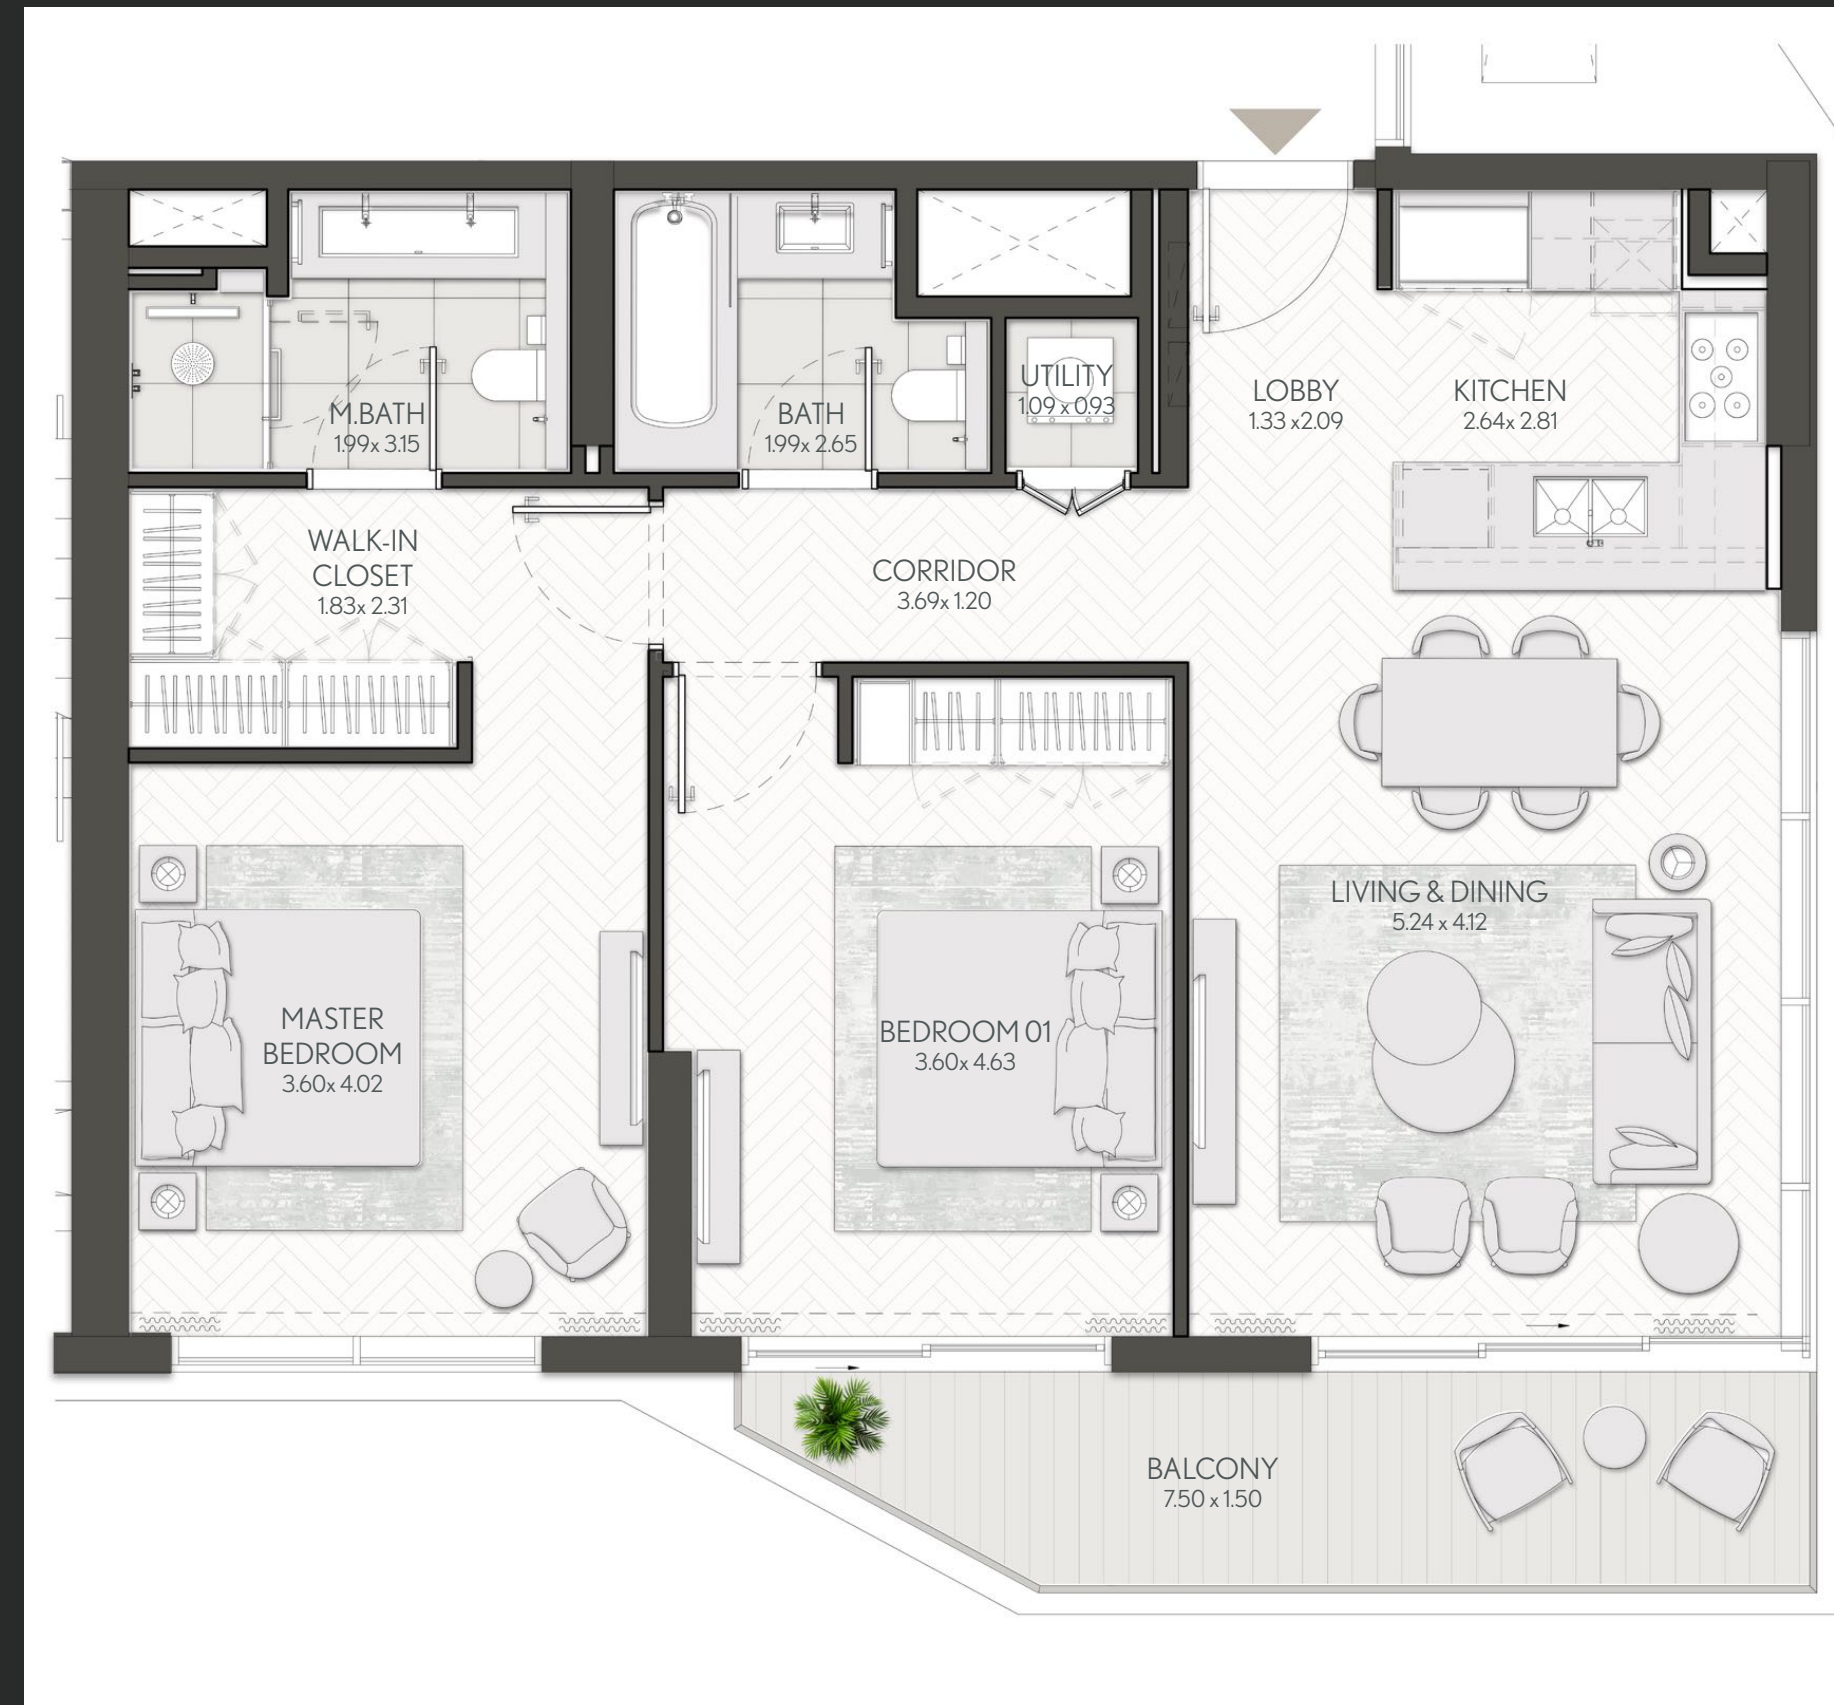 UTILITY
1.09 x 0.93
LOBBY
1.33 x2.09
KITCHEN
2.64x 2.81
M.BATH
1.99x 3.15
BATH
1.99x 2.65
WALK-IN
CLOSET
1.83x 2.31
CORRIDOR
3.69x 1.20
LIVING & DINING
5.24 x 4.12
MASTER
BEDROOM
3.60x 4.02
BEDROOM 01
3.60x 4.63
BALCONY
7.50 x 1.50